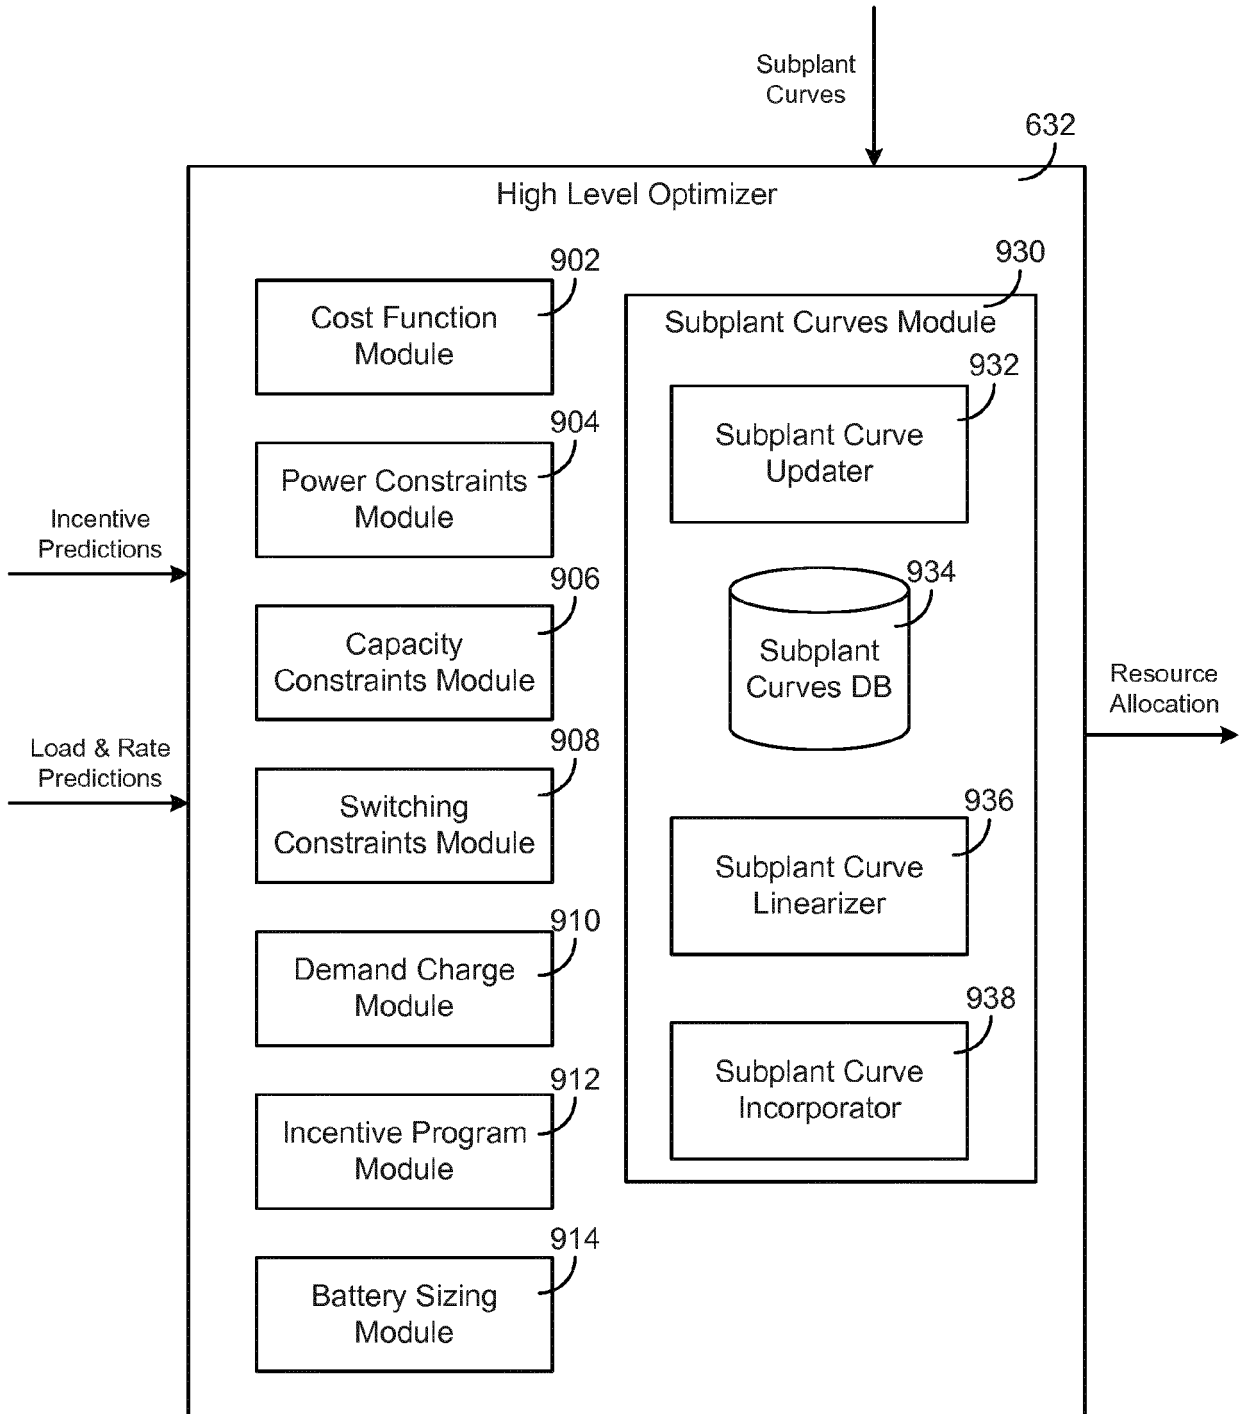 Subplant
Curves
632
High Level Optimizer
902
Cost Function
Module
904
Power Constraints
Module
Incentive
Predictions
906
Capacity
Constraints Module
Load & Rate
Predictions
908
Switching
Constraints Module
910
Demand Charge
Module
912
Incentive Program
Module
914
Battery Sizing
Module
930
Subplant Curves Module
932
Subplant Curve
Updater
934
Subplant
Curves DB
936
Subplant Curve
Linearizer
938
Subplant Curve
Incorporator
Resource
Allocation